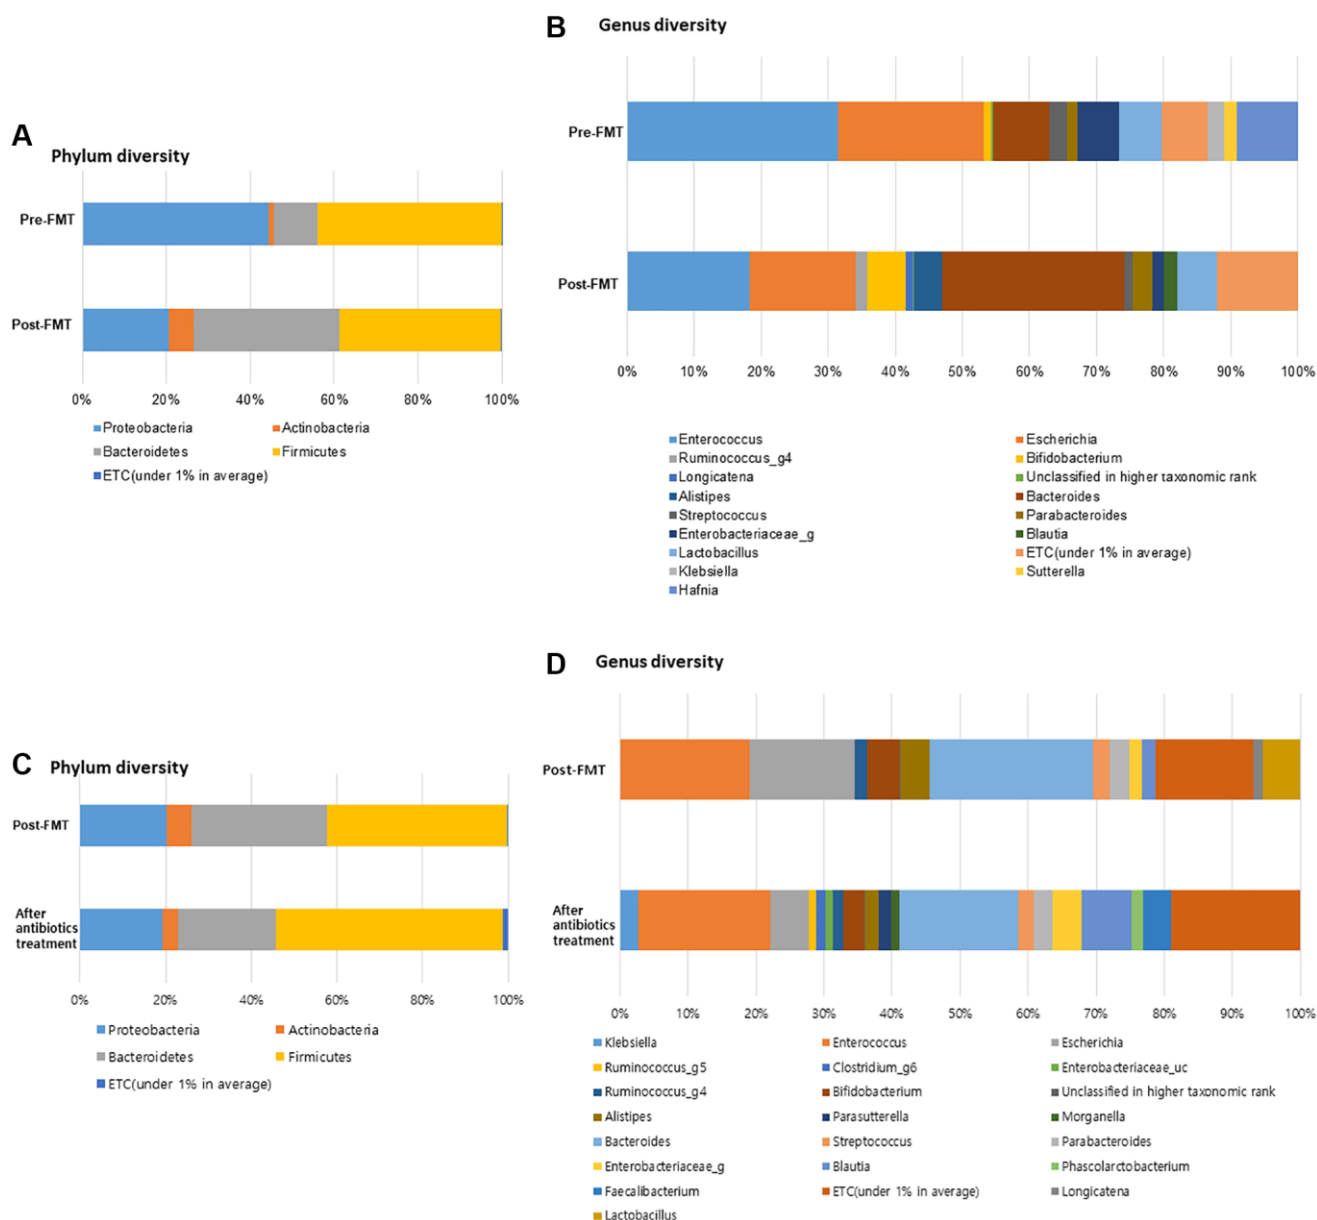 A
Phylum diversity
Pre-FMT
Post-FMT
0% 20% 40% 60% 80% 100%
Proteobacteria Actinobacteria
Bacteroidetes Firmicutes
ETC(under 1% in average)
B
Genus diversity
Pre-FMT
Post-FMT
0% 10% 20% 30% 40% 50% 60% 70% 80% 90% 100%
Enterococcus Escherichia
Ruminococcus_g4 Bifidobacterium
Longicatena Unclassified in higher taxonomic rank
Alistipes Bacteroides
Streptococcus Parabacteroides
Enterobacteriaceae_g Blautia
Lactobacillus ETC(under 1% in average)
Klebsiella Sutterella
Hafnia
C
Phylum diversity
Post-FMT
After
antibiotics
treatment
0% 20% 40% 60% 80% 100%
Proteobacteria Actinobacteria
Bacteroidetes Firmicutes
ETC(under 1% in average)
D
Genus diversity
Post-FMT
After
antibiotics
treatment
0% 10% 20% 30% 40% 50% 60% 70% 80% 90% 100%
Klebsiella Enterococcus Escherichia
Ruminococcus_g5 Clostridium_g6 Enterobacteriaceae_uc
Ruminococcus_g4 Bifidobacterium Unclassified in higher taxonomic rank
Alistipes Parasutterella Morganella
Bacteroides Streptococcus Parabacteroides
Enterobacteriaceae_g Blautia Phascolarctobacterium
Faecalibacterium ETC(under 1% in average) Longicatena
Lactobacillus